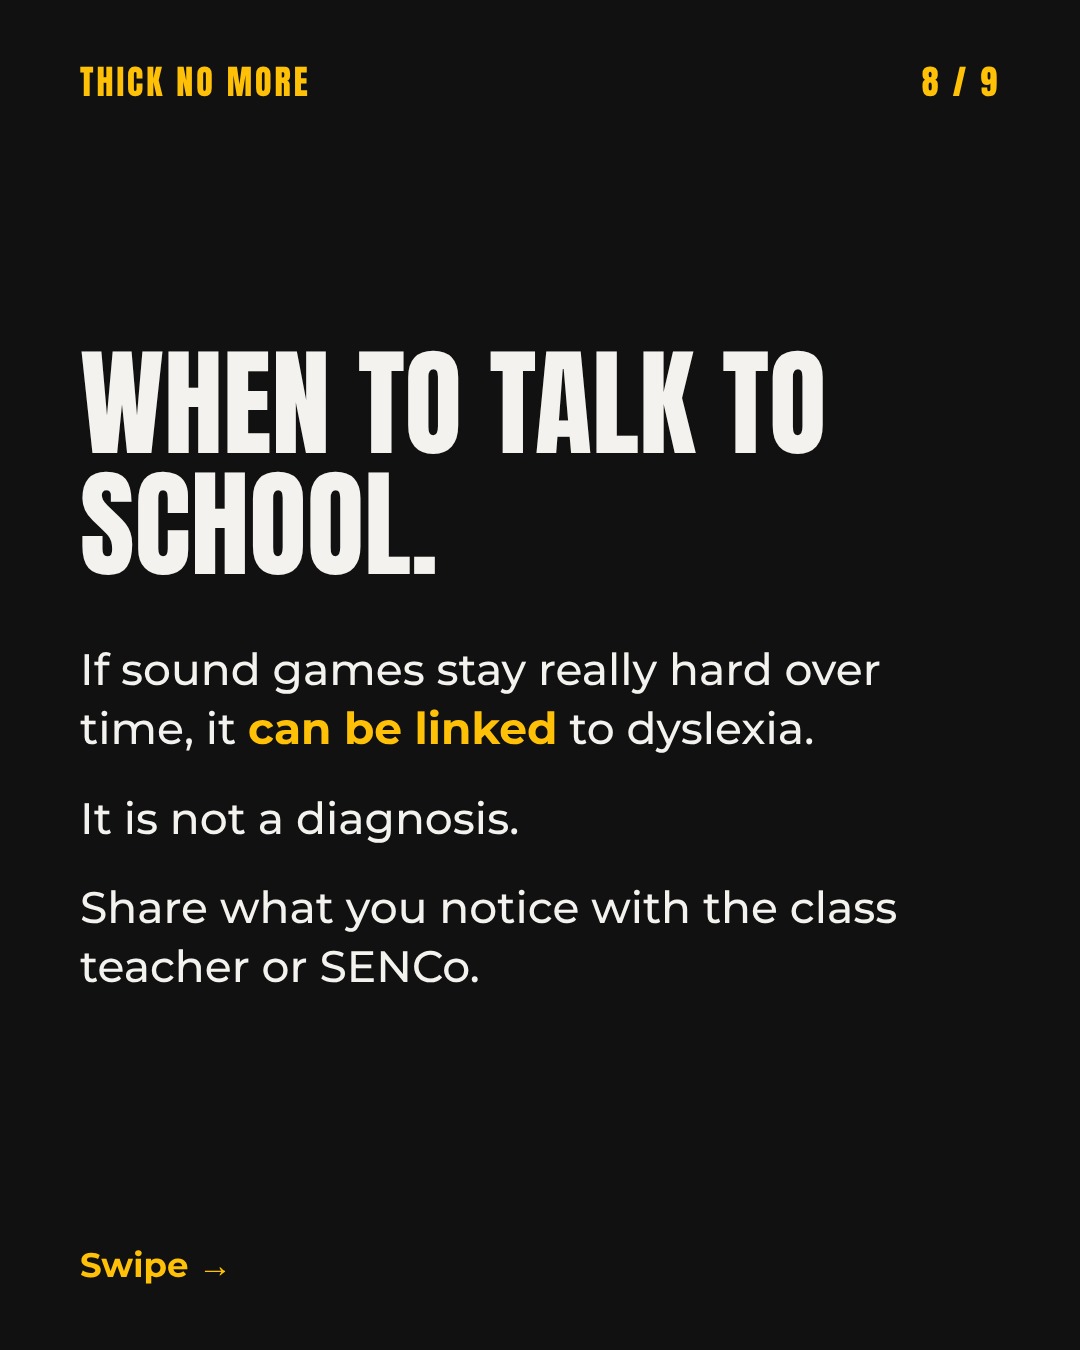 THICK NO MORE
8 / 9
WHEN TO TALK TO
SCHOOL.
If sound games stay really hard over
time, it can be linked to dyslexia.
It is not a diagnosis.
Share what you notice with the class
teacher or SENCo.
Swipe →